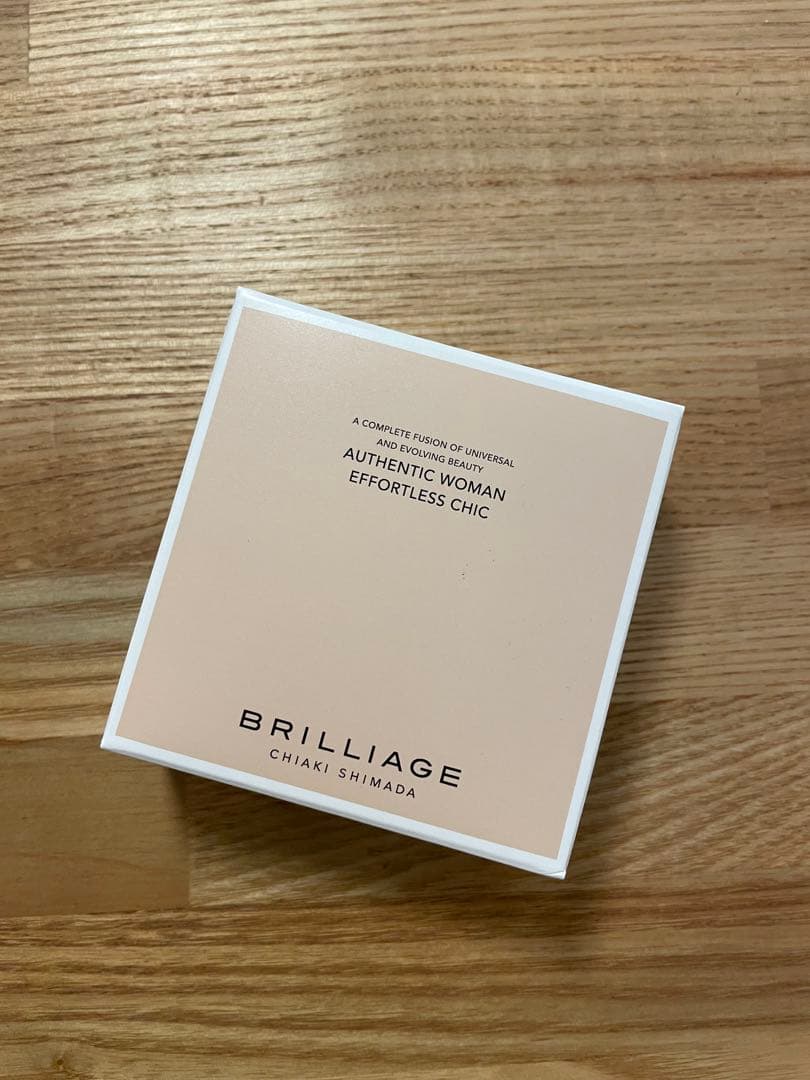 A COMPLETE FUSION OF UNIVERSAL
AND EVOLVING BEAUTY
AUTHENTIC WOMAN
EFFORTLESS CHIC
BRILLIAGE
CHIAKI SHIMADA